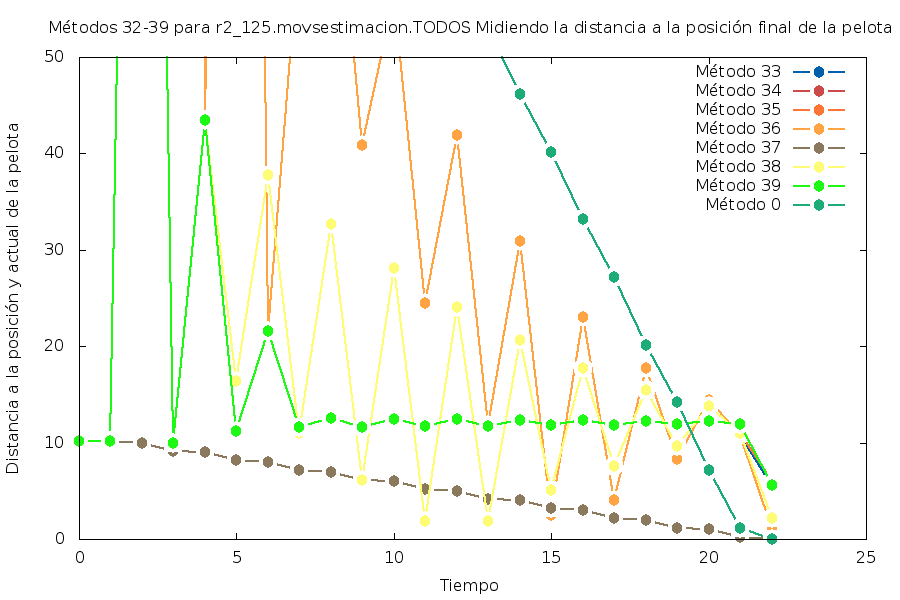 Métodos 32-39 para r2_125.movsestimacion.TODOS Midiendo la distancia a la posición final de la pelota
50
40
30
20
10
0
0
5
10
15
20
25
Distancia a la posición y actual de la pelota
Tiempo
Método 33
Método 34
Método 35
Método 36
Método 37
Método 38
Método 39
Método 0